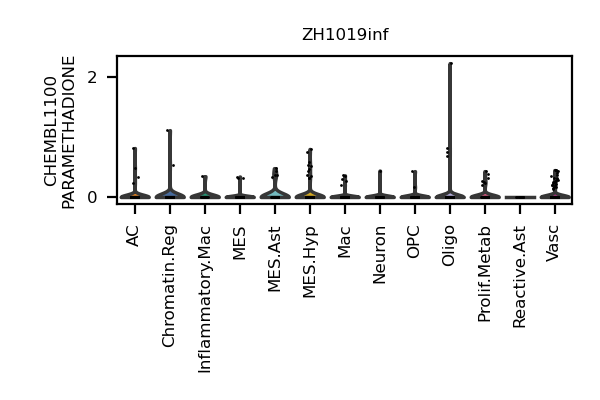 ZH1019inf
CHEMBL1100
PARAMETHADIONE
2
0
AC
Chromatin.Reg
Inflammatory.Mac
MES
MES.Ast
MES.Hyp
Mac
Neuron
OPC
Oligo
Prolif.Metab
Reactive.Ast
Vasc